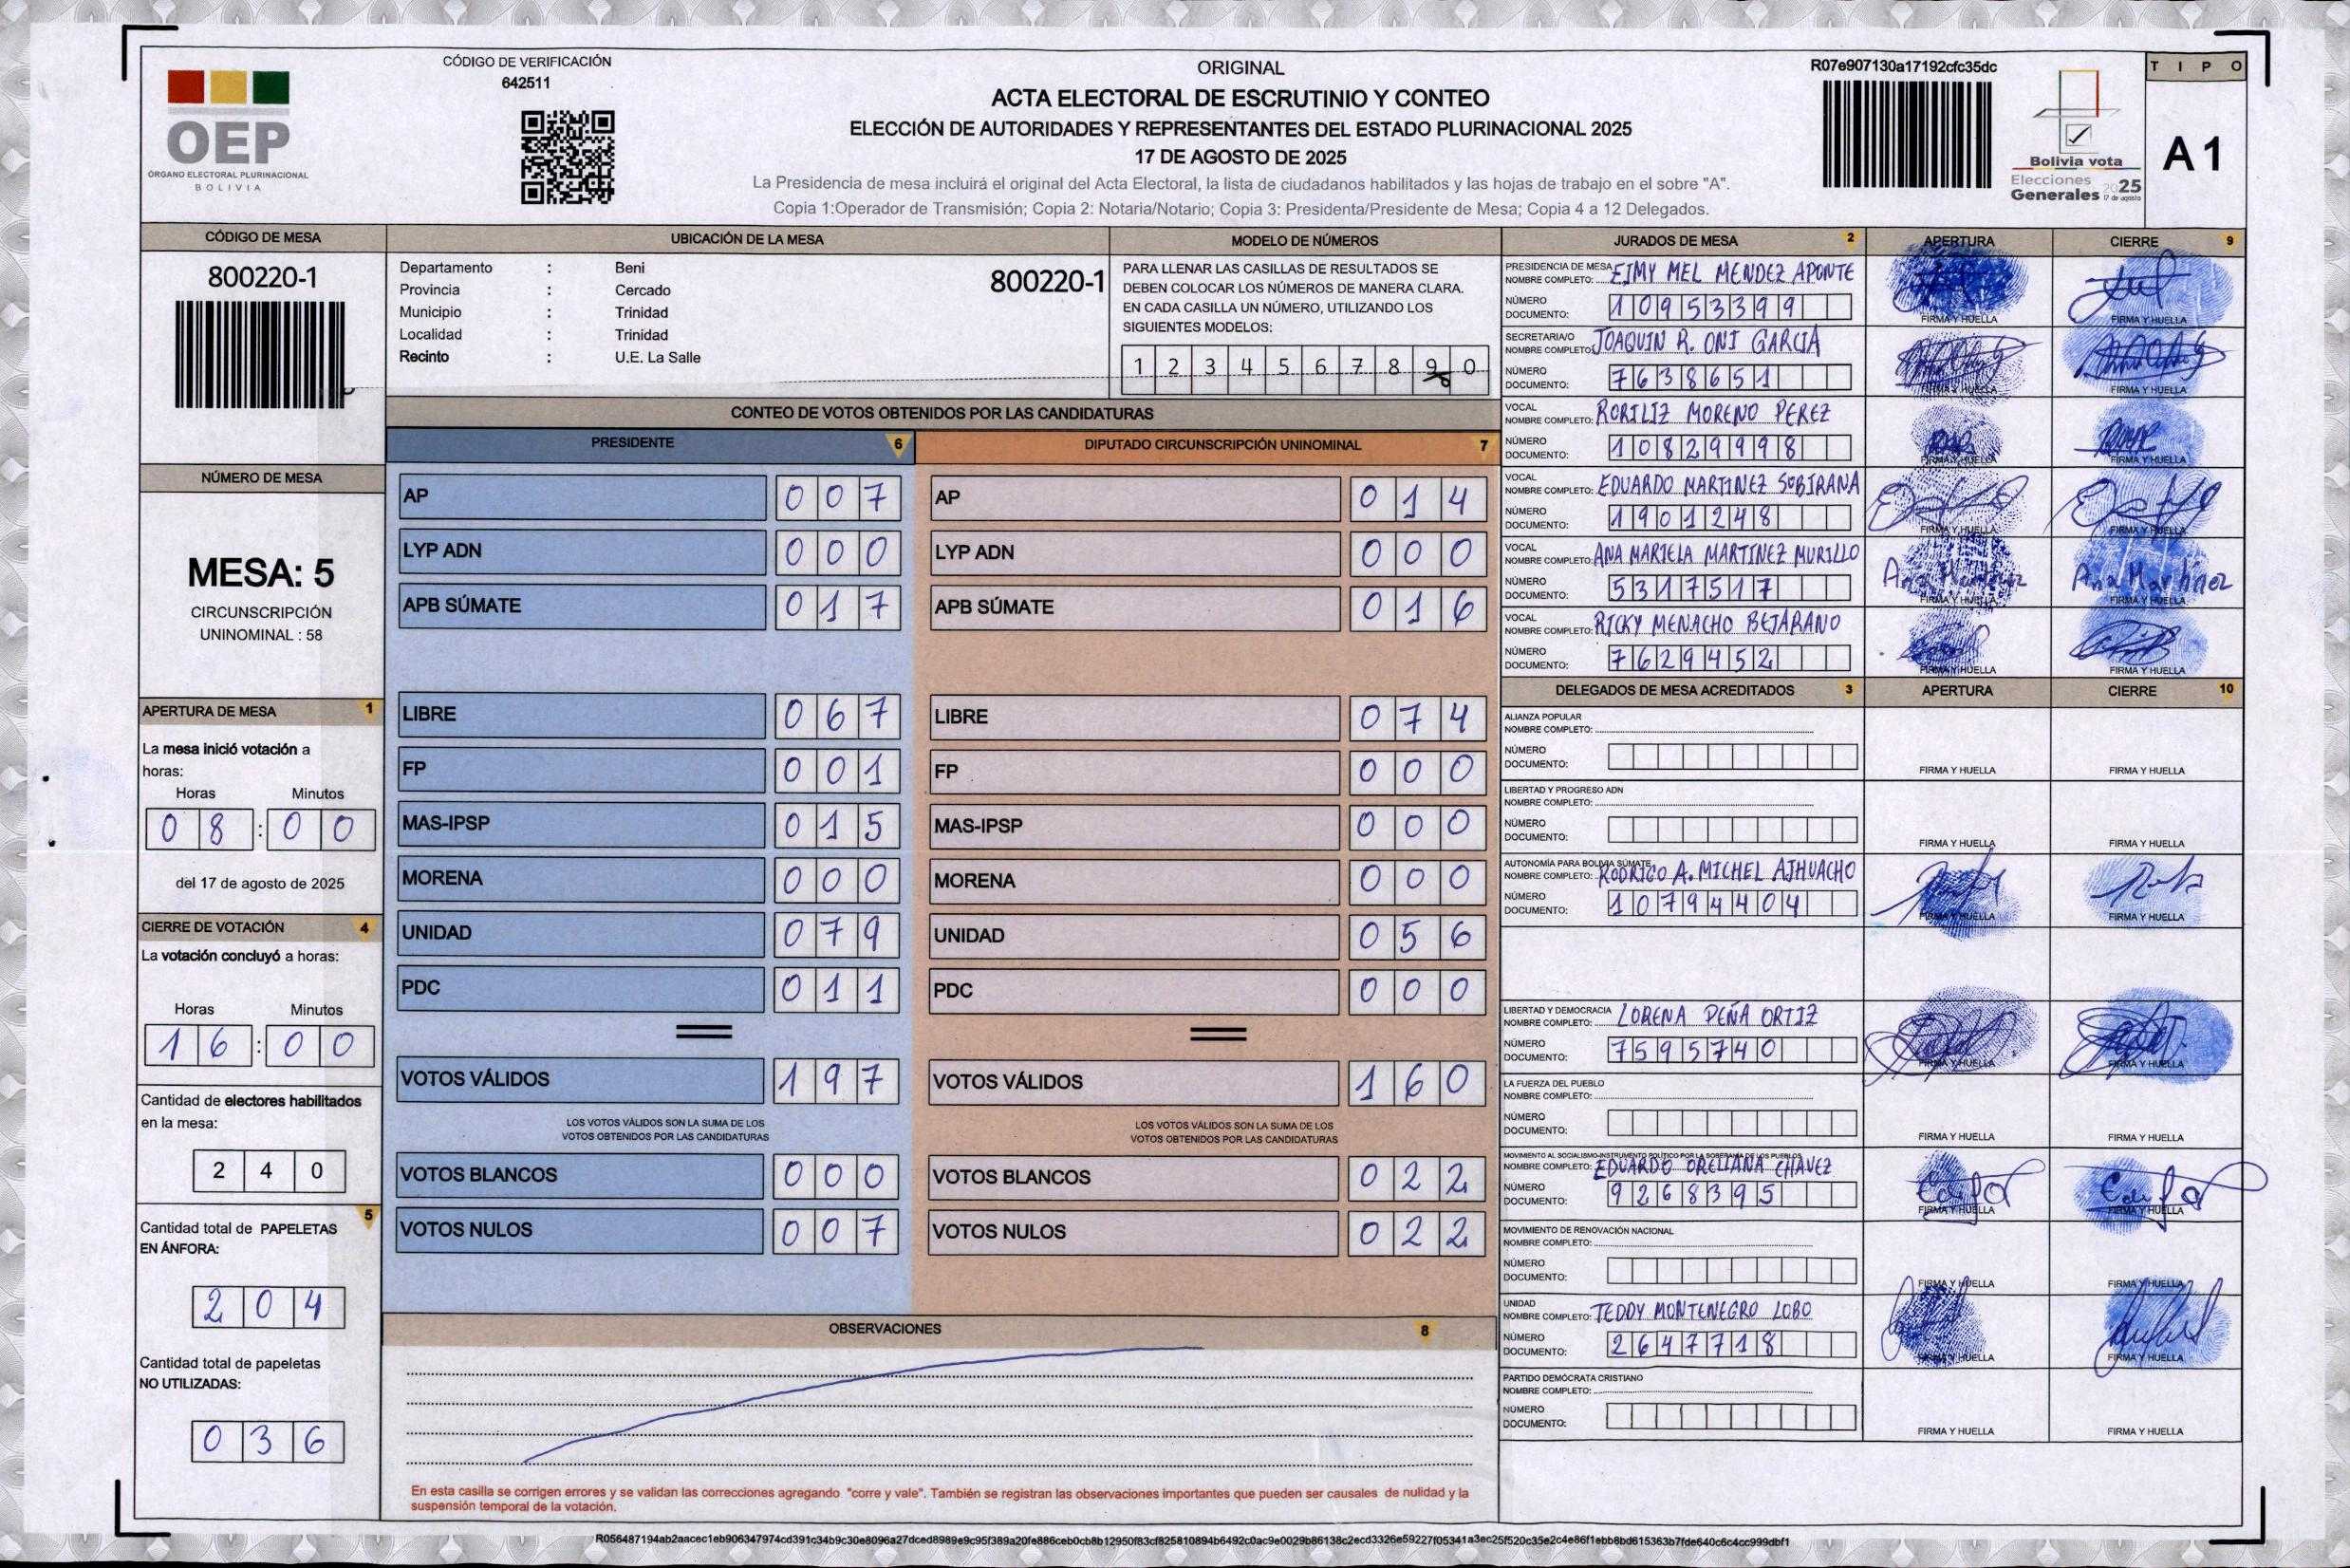 CÓDIGO DE VERIFICACIÓN
642511
OEP
ÓRGANO ELECTORAL PLURINACIONAL
BOLIVIA
ORIGINAL
ACTA ELECTORAL DE ESCRUTINIO Y CONTEO
ELECCIÓN DE AUTORIDADES Y REPRESENTANTES DEL ESTADO PLURINACIONAL 2025
17 DE AGOSTO DE 2025
La Presidencia de mesa incluirá el original del Acta Electoral, la lista de ciudadanos habilitados y las hojas de trabajo en el sobre "A".
Copia 1:Operador de Transmisión; Copia 2: Notaria/Notario; Copia 3: Presidenta/Presidente de Mesa; Copia 4 a 12 Delegados.
R07e907130a17192cfc35dc
Bolivia vota
Elecciones
Generales 2025
17 de agosto
TIPO
A1
CÓDIGO DE MESA
800220-1
NÚMERO DE MESA
MESA: 5
CIRCUNSCRIPCIÓN
UNINOMINAL : 58
APERTURA DE MESA 1
La mesa inició votación a
horas:
Horas Minutos
08 : 00
del 17 de agosto de 2025
CIERRE DE VOTACIÓN 4
La votación concluyó a horas:
Horas Minutos
16 : 00
Cantidad de electores habilitados
en la mesa:
240
5
Cantidad total de PAPELETAS
EN ÁNFORA:
204
Cantidad total de papeletas
NO UTILIZADAS:
036
UBICACIÓN DE LA MESA
Departamento : Beni
Provincia : Cercado
Municipio : Trinidad
Localidad : Trinidad
Recinto : U.E. La Salle
800220-1
MODELO DE NÚMEROS
PARA LLENAR LAS CASILLAS DE RESULTADOS SE
DEBEN COLOCAR LOS NÚMEROS DE MANERA CLARA.
EN CADA CASILLA UN NÚMERO, UTILIZANDO LOS
SIGUIENTES MODELOS:
1 2 3 4 5 6 7 8 9 0
CONTEO DE VOTOS OBTENIDOS POR LAS CANDIDATURAS
PRESIDENTE 6
AP 007
LYP ADN 000
APB SÚMATE 017
LIBRE 067
FP 001
MAS-IPSP 015
MORENA 000
UNIDAD 079
PDC 011
VOTOS VÁLIDOS 197
LOS VOTOS VÁLIDOS SON LA SUMA DE LOS
VOTOS OBTENIDOS POR LAS CANDIDATURAS
VOTOS BLANCOS 000
VOTOS NULOS 007
DIPUTADO CIRCUNSCRIPCIÓN UNINOMINAL 7
AP 014
LYP ADN 000
APB SÚMATE 016
LIBRE 074
FP 000
MAS-IPSP 000
MORENA 000
UNIDAD 056
PDC 000
VOTOS VÁLIDOS 160
LOS VOTOS VÁLIDOS SON LA SUMA DE LOS
VOTOS OBTENIDOS POR LAS CANDIDATURAS
VOTOS BLANCOS 022
VOTOS NULOS 022
OBSERVACIONES 8
En esta casilla se corrigen errores y se validan las correcciones agregando "corre y vale". También se registran las observaciones importantes que pueden ser causales de nulidad y la
suspensión temporal de la votación.
JURADOS DE MESA 2 APERTURA CIERRE 9
PRESIDENCIA DE MESA
NOMBRE COMPLETO: EIMY MEL MENDEZ APONTE
NÚMERO
DOCUMENTO: 10953399
FIRMA Y HUELLA FIRMA Y HUELLA
SECRETARIA/O
NOMBRE COMPLETO: JOAQUIN R. ONI GARCIA
NÚMERO
DOCUMENTO: 7638651
FIRMA Y HUELLA FIRMA Y HUELLA
VOCAL
NOMBRE COMPLETO: RORILIZ MORENO PEREZ
NÚMERO
DOCUMENTO: 10829998
FIRMA Y HUELLA FIRMA Y HUELLA
VOCAL
NOMBRE COMPLETO: EDUARDO MARTINEZ SOBIRANA
NÚMERO
DOCUMENTO: 1901248
FIRMA Y HUELLA FIRMA Y HUELLA
VOCAL
NOMBRE COMPLETO: ANA MARIELA MARTINEZ MURILLO
NÚMERO
DOCUMENTO: 5317517
Ana Martinez Ana Martinez
FIRMA Y HUELLA FIRMA Y HUELLA
VOCAL
NOMBRE COMPLETO: RICKY MENACHO BEJARANO
NÚMERO
DOCUMENTO: 7629452
FIRMA Y HUELLA FIRMA Y HUELLA
DELEGADOS DE MESA ACREDITADOS 3 APERTURA CIERRE 10
ALIANZA POPULAR
NOMBRE COMPLETO:
NÚMERO
DOCUMENTO:
FIRMA Y HUELLA FIRMA Y HUELLA
LIBERTAD Y PROGRESO ADN
NOMBRE COMPLETO:
NÚMERO
DOCUMENTO:
FIRMA Y HUELLA FIRMA Y HUELLA
AUTONOMÍA PARA BOLIVIA SÚMATE
NOMBRE COMPLETO: RODRIGO A. MICHEL AJHUACHO
NÚMERO
DOCUMENTO: 10794404
FIRMA Y HUELLA FIRMA Y HUELLA
LIBERTAD Y DEMOCRACIA
NOMBRE COMPLETO: LORENA PEÑA ORTIZ
NÚMERO
DOCUMENTO: 7595740
FIRMA Y HUELLA FIRMA Y HUELLA
LA FUERZA DEL PUEBLO
NOMBRE COMPLETO:
NÚMERO
DOCUMENTO:
FIRMA Y HUELLA FIRMA Y HUELLA
MOVIMIENTO AL SOCIALISMO-INSTRUMENTO POLÍTICO POR LA SOBERANÍA DE LOS PUEBLOS
NOMBRE COMPLETO: EDUARDO ORELLANA CHAVEZ
NÚMERO
DOCUMENTO: 9268395
FIRMA Y HUELLA FIRMA Y HUELLA
MOVIMIENTO DE RENOVACIÓN NACIONAL
NOMBRE COMPLETO:
NÚMERO
DOCUMENTO:
FIRMA Y HUELLA FIRMA Y HUELLA
UNIDAD
NOMBRE COMPLETO: TEDDY MONTENEGRO LOBO
NÚMERO
DOCUMENTO: 2647718
FIRMA Y HUELLA FIRMA Y HUELLA
PARTIDO DEMÓCRATA CRISTIANO
NOMBRE COMPLETO:
NÚMERO
DOCUMENTO:
FIRMA Y HUELLA FIRMA Y HUELLA